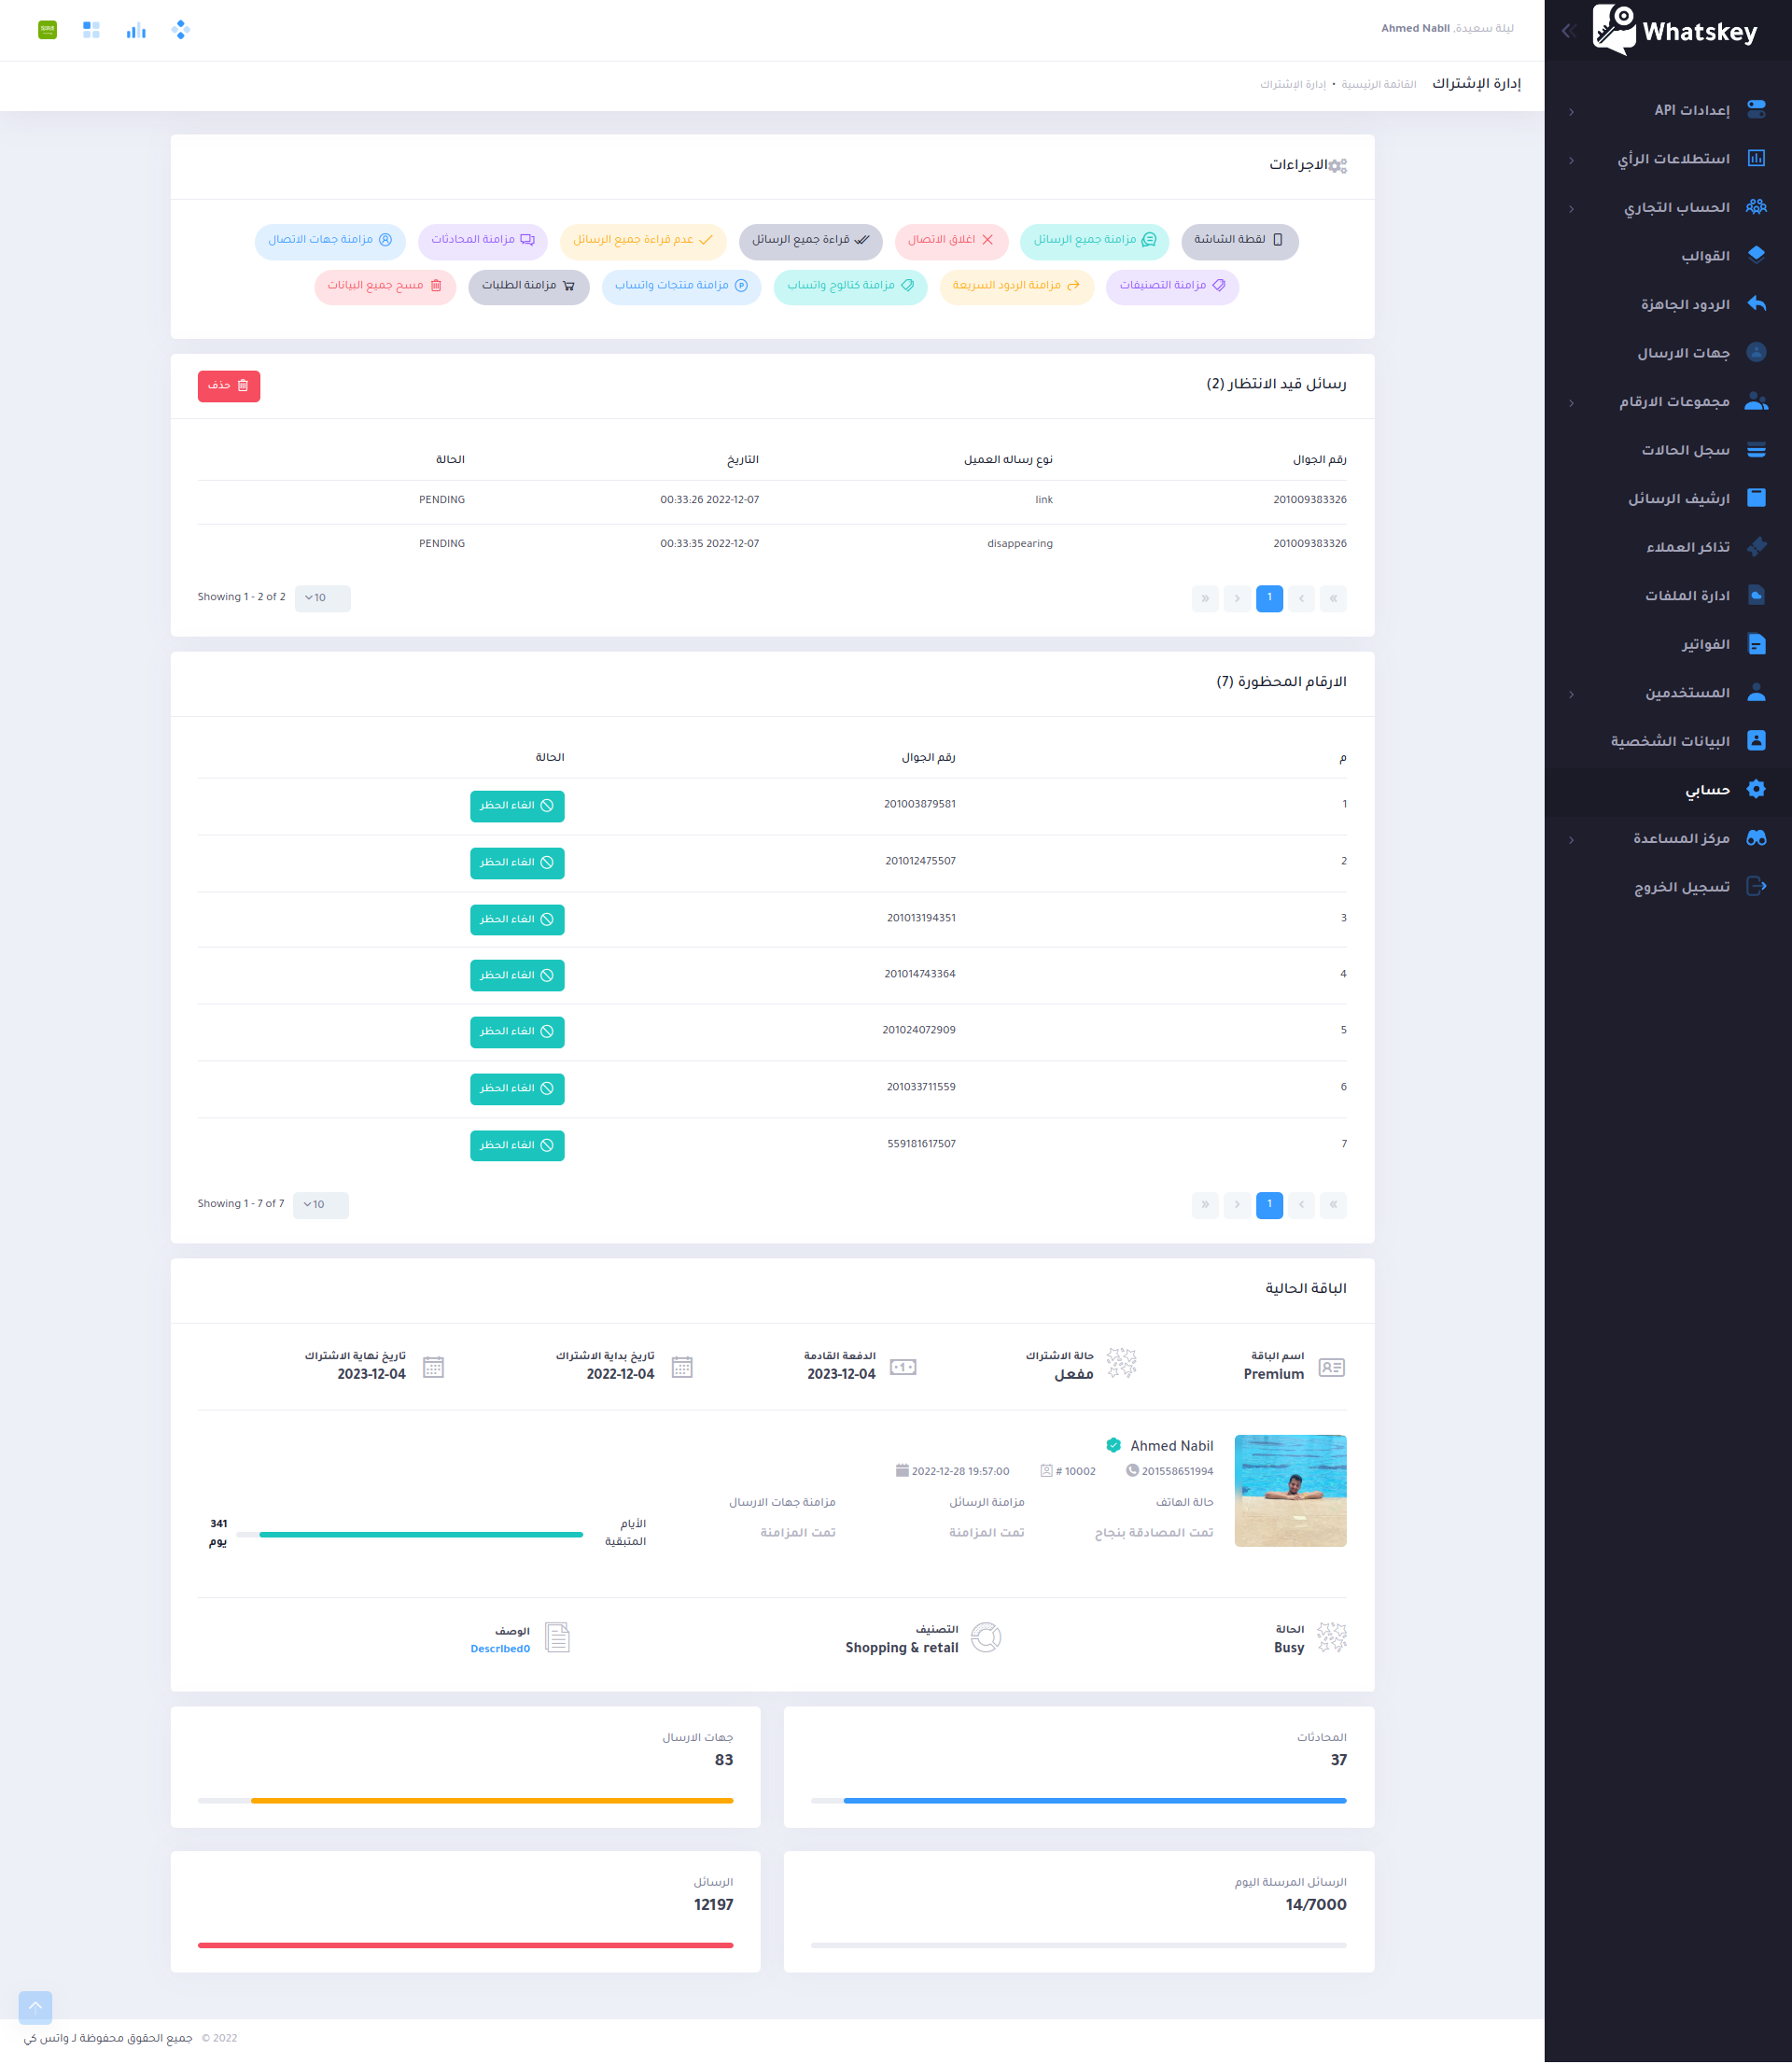 Whatskey
إعدادات API
استطلاعات الرأي
الحساب التجاري
القوالب
الردود الجاهزة
جهات الارسال
مجموعات الارقام
سجل الحالات
ارشيف الرسائل
تذاكر العملاء
ادارة الملفات
الفواتير
المستخدمين
البيانات الشخصية
حسابي
مركز المساعدة
تسجيل الخروج
ليلة سعيدة, Ahmed Nabil
إدارة الإشتراك القائمة الرئيسية • إدارة الإشتراك
الاجراءات
لقطة الشاشة مزامنة جميع الرسائل اغلاق الاتصال قراءة جميع الرسائل عدم قراءة جميع الرسائل مزامنة المحادثات مزامنة جهات الاتصال
مزامنة التصنيفات مزامنة الردود السريعة مزامنة كتالوج واتساب مزامنة منتجات واتساب مزامنة الطلبات مسح جميع البيانات
رسائل قيد الانتظار (2) حذف
رقم الجوال نوع رساله العميل التاريخ الحالة
201009383326 link 2022-12-07 00:33:26 PENDING
201009383326 disappearing 2022-12-07 00:33:35 PENDING
« ‹ 1 › » 10 Showing 1 - 2 of 2
الارقام المحظورة (7)
م رقم الجوال الحالة
1 201003879581 الغاء الحظر
2 201012475507 الغاء الحظر
3 201013194351 الغاء الحظر
4 201014743364 الغاء الحظر
5 201024072909 الغاء الحظر
6 201033711559 الغاء الحظر
7 559181617507 الغاء الحظر
« ‹ 1 › » 10 Showing 1 - 7 of 7
الباقة الحالية
اسم الباقة حالة الاشتراك الدفعة القادمة تاريخ بداية الاشتراك تاريخ نهاية الاشتراك
Premium مفعل 2023-12-04 2022-12-04 2023-12-04
Ahmed Nabil
201558651994 # 10002 2022-12-28 19:57:00
حالة الهاتف مزامنة الرسائل مزامنة جهات الارسال
تمت المصادقة بنجاح تمت المزامنة تمت المزامنة
الأيام المتبقية 341 يوم
الحالة التصنيف الوصف
Busy Shopping & retail Described0
المحادثات
37
جهات الارسال
83
الرسائل المرسلة اليوم
14/7000
الرسائل
12197
2022 © جميع الحقوق محفوظة لـ واتس كي